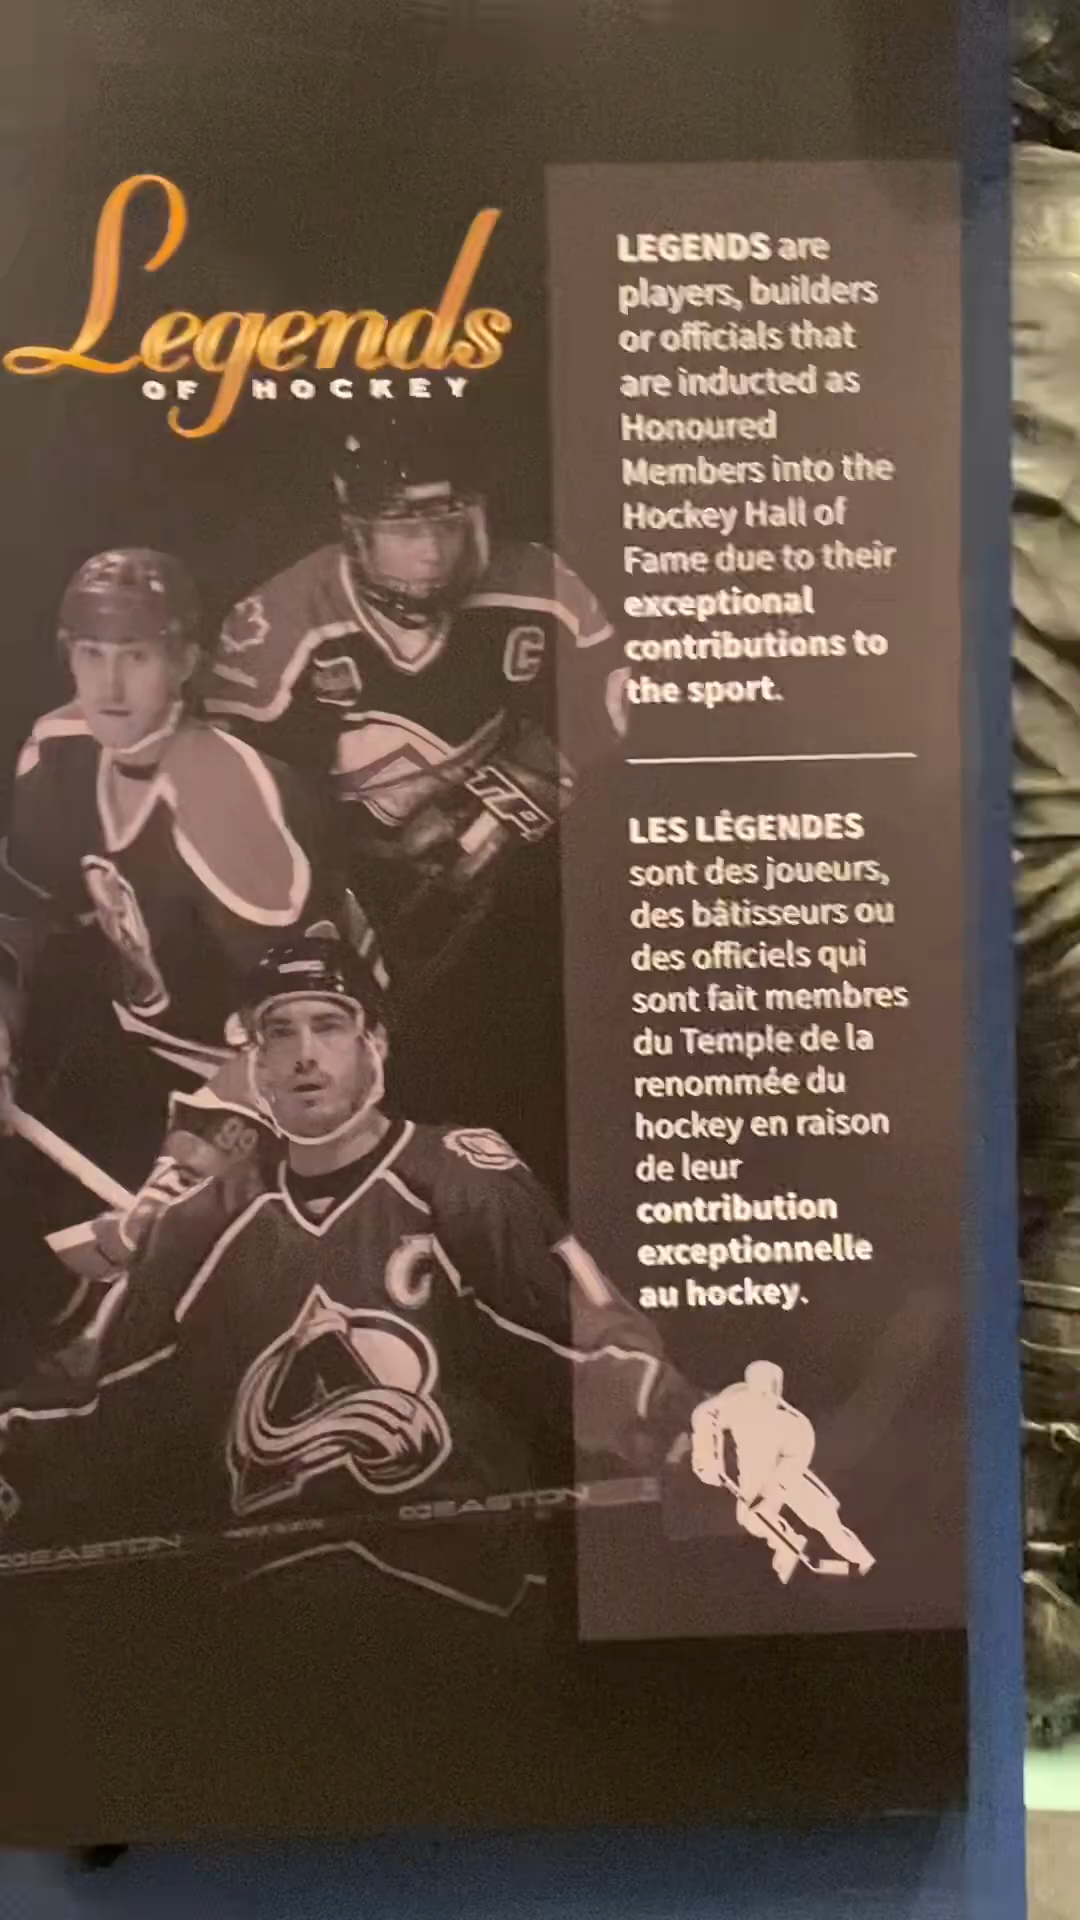 Legends
OF HOCKEY
LEGENDS are
players, builders
or officials that
are inducted as
Honoured
Members into the
Hockey Hall of
Fame due to their
exceptional
contributions to
the sport.
LES LÉGENDES
sont des joueurs,
des bâtisseurs ou
des officiels qui
sont fait membres
du Temple de la
renommée du
hockey en raison
de leur
contribution
exceptionnelle
au hockey.
C
TPS
99
C
EASTON
EASTON